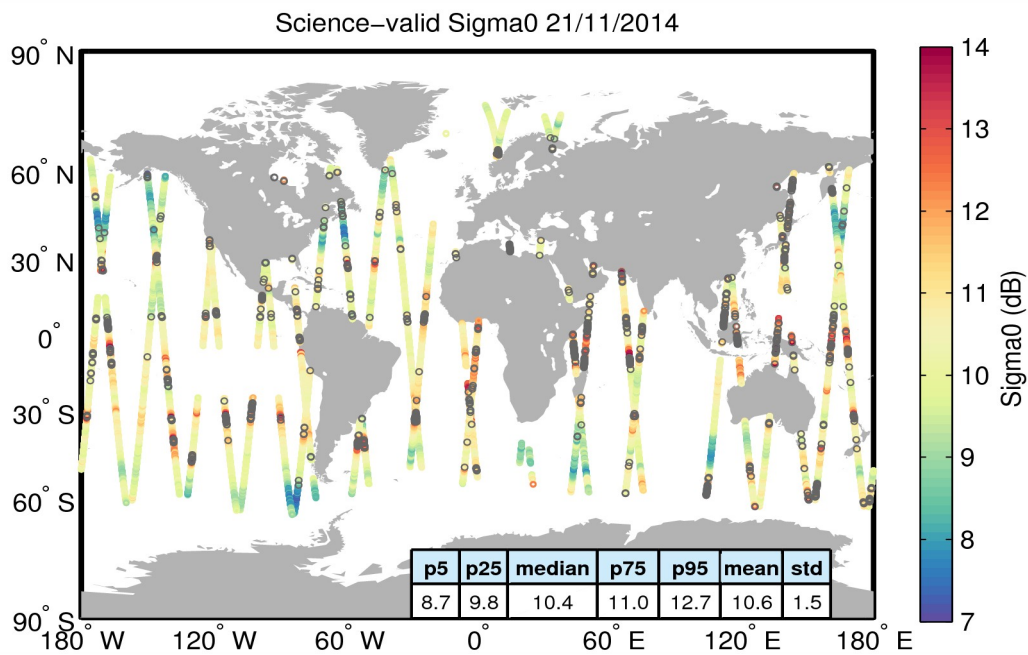 Science−valid Sigma0 21/11/2014
90° N
60° N
30° N
0°
30° S
60° S
90° S
180° W
120° W
60° W
0°
60° E
120° E
180° E
p5 p25 median p75 p95 mean std
8.7 9.8 10.4 11.0 12.7 10.6 1.5
14
13
12
11
10
9
8
7
Sigma0 (dB)